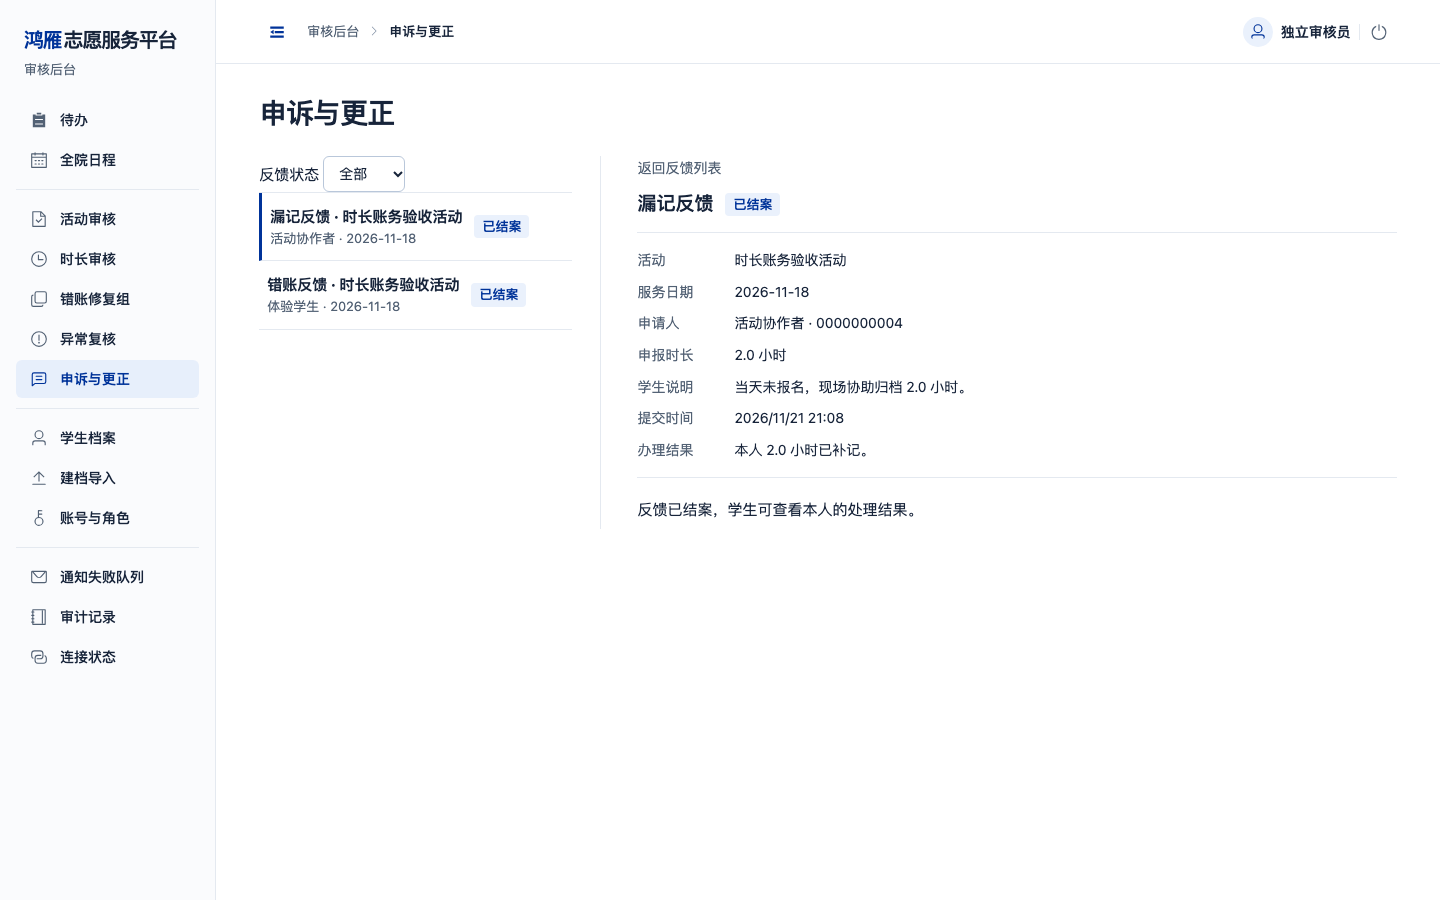 鸿雁志愿服务平台
审核后台
待办
全院日程
活动审核
时长审核
错账修复组
异常复核
申诉与更正
学生档案
建档导入
账号与角色
通知失败队列
审计记录
连接状态
审核后台
申诉与更正
独立审核员
申诉与更正
反馈状态 全部
漏记反馈 · 时长账务验收活动
活动协作者 · 2026-11-18
已结案
错账反馈 · 时长账务验收活动
体验学生 · 2026-11-18
已结案
返回反馈列表
漏记反馈 已结案
活动 时长账务验收活动
服务日期 2026-11-18
申请人 活动协作者 · 0000000004
申报时长 2.0 小时
学生说明 当天未报名，现场协助归档 2.0 小时。
提交时间 2026/11/21 21:08
办理结果 本人 2.0 小时已补记。
反馈已结案，学生可查看本人的处理结果。